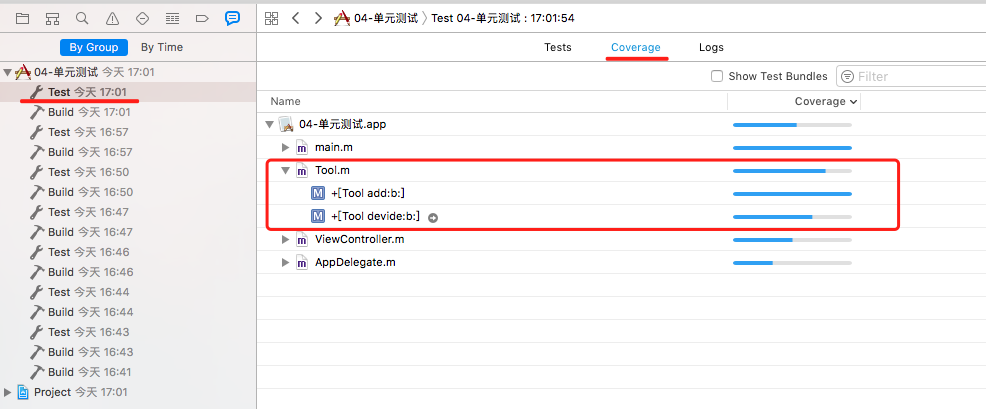 04-单元测试 〉 Test 04-单元测试 : 17:01:54
By Group By Time
Tests Coverage Logs
04-单元测试 今天 17:01
Test 今天 17:01
Build 今天 17:01
Test 今天 16:57
Build 今天 16:57
Test 今天 16:50
Build 今天 16:50
Test 今天 16:47
Build 今天 16:47
Test 今天 16:46
Build 今天 16:46
Test 今天 16:44
Build 今天 16:44
Test 今天 16:43
Build 今天 16:43
Build 今天 16:41
Project 今天 17:01
Show Test Bundles Filter
Name Coverage
04-单元测试.app
main.m
Tool.m
M +[Tool add:b:]
M +[Tool devide:b:]
ViewController.m
AppDelegate.m